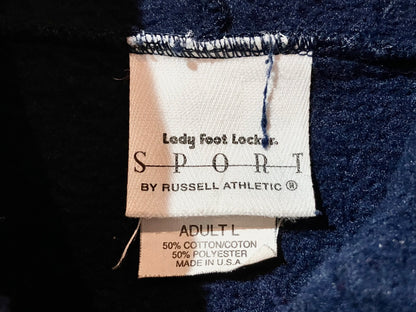 Lady Foot Locker.
SPORT
BY RUSSELL ATHLETIC ®
ADULT L
50% COTTON/COTON
50% POLYESTER
MADE IN U.S.A.